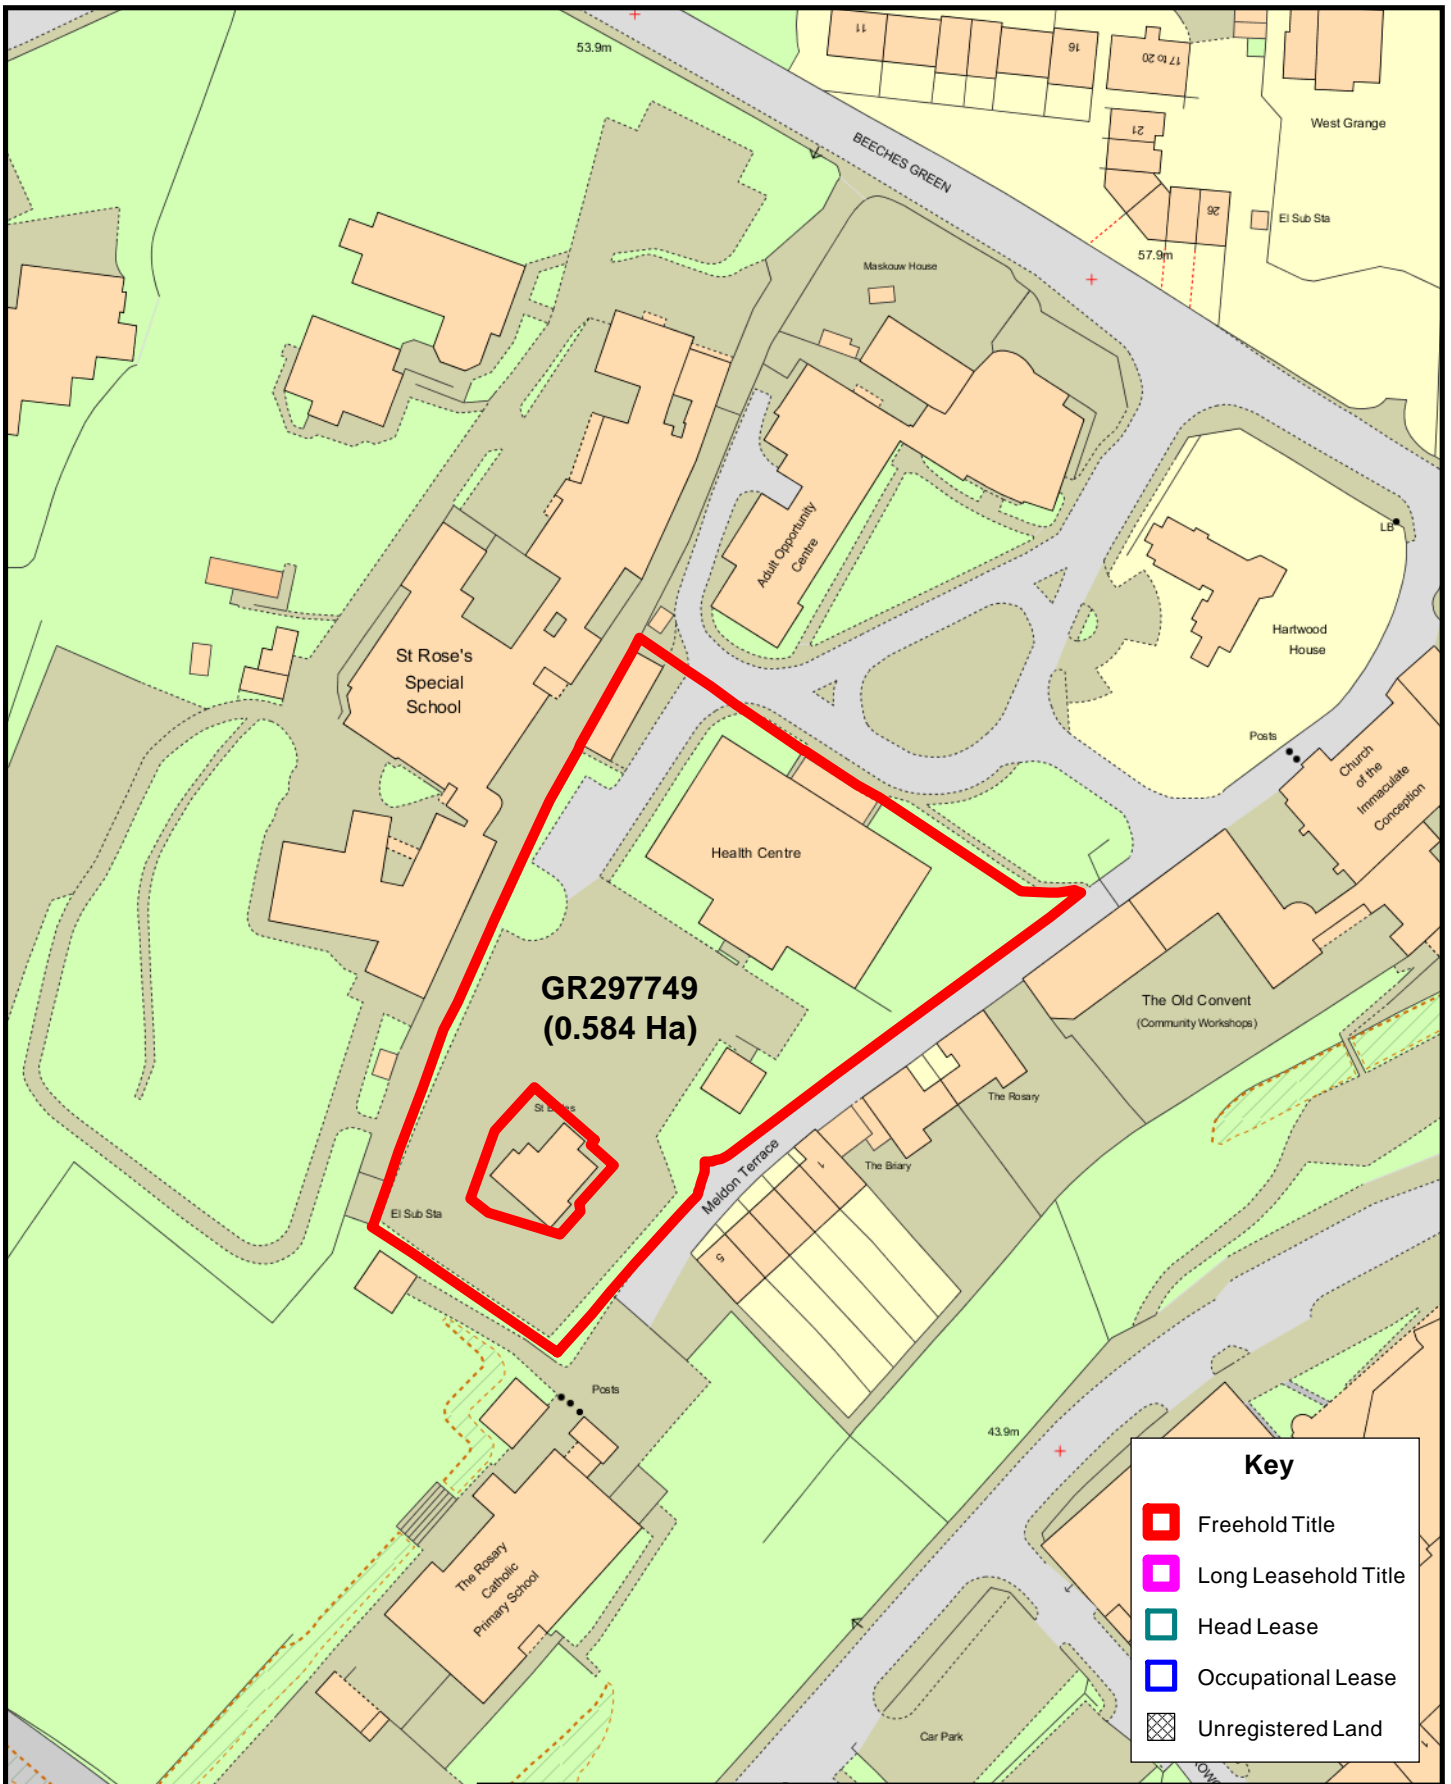 53.9m
11
16
17 to 20
21
26
West Grange
El Sub Sta
57.9m
BEECHES GREEN
Maskouw House
LB
Adult Opportunity
Centre
Hartwood
House
St Rose's
Special
School
Posts
Church
of the
Immaculate
Conception
Health Centre
GR297749
(0.584 Ha)
The Old Convent
(Community Workshops)
The Rosary
The Briary
Meldon Terrace
1
5
El Sub Sta
Posts
43.9m
The Rosary
Catholic
Primary School
Car Park
Key
Freehold Title
Long Leasehold Title
Head Lease
Occupational Lease
Unregistered Land